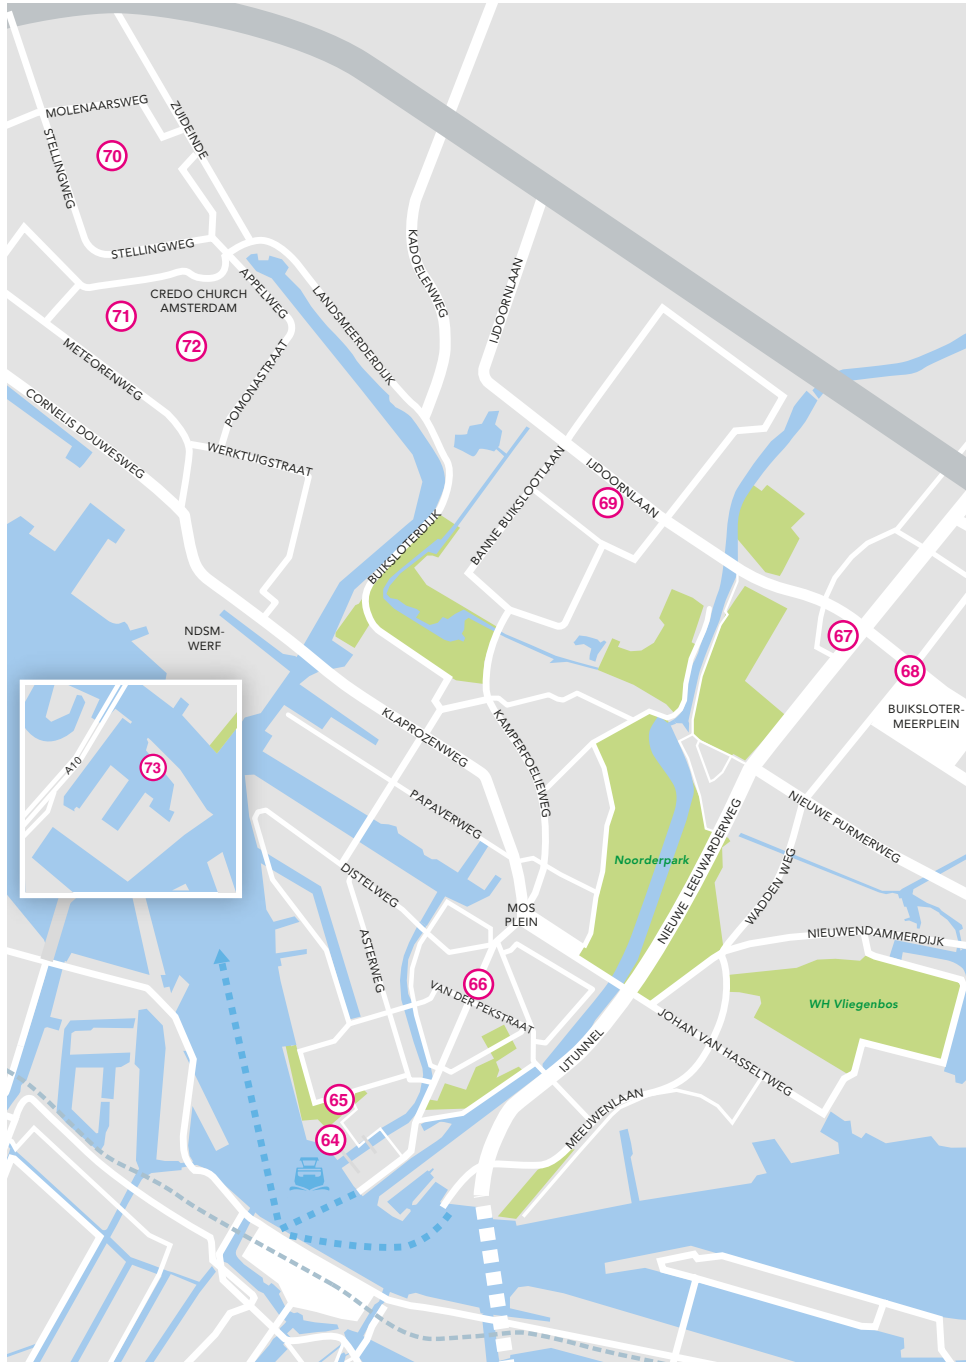 MOLENAARSWEG
ZUIDEINDE
STELLINGWEG
70
STELLINGWEG
KADOELENWEG
IJDOORNLAAN
APPELWEG
LANDSMEERDERDIJK
CREDO CHURCH
AMSTERDAM
71
72
METEORENWEG
POMONASTRAAT
CORNELIS DOUWESWEG
WERKTUIGSTRAAT
BANNE BUIKSLOOTLAAN
IJDOORNLAAN
69
BUIKSLOTERDIJK
NDSM-
WERF
67
68
BUIKSLOTER-
MEERPLEIN
A10
73
KLAPROZENWEG
KAMPERFOELIEWEG
PAPAVERWEG
NIEUWE PURMERWEG
Noorderpark
NIEUWE LEEUWARDERWEG
WADDEN WEG
DISTELWEG
MOS
PLEIN
ASTERWEG
NIEUWENDAMMERDIJK
66
VAN DER PEKSTRAAT
WH Vliegenbos
IJTUNNEL
JOHAN VAN HASSELTWEG
MEEUWENLAAN
65
64